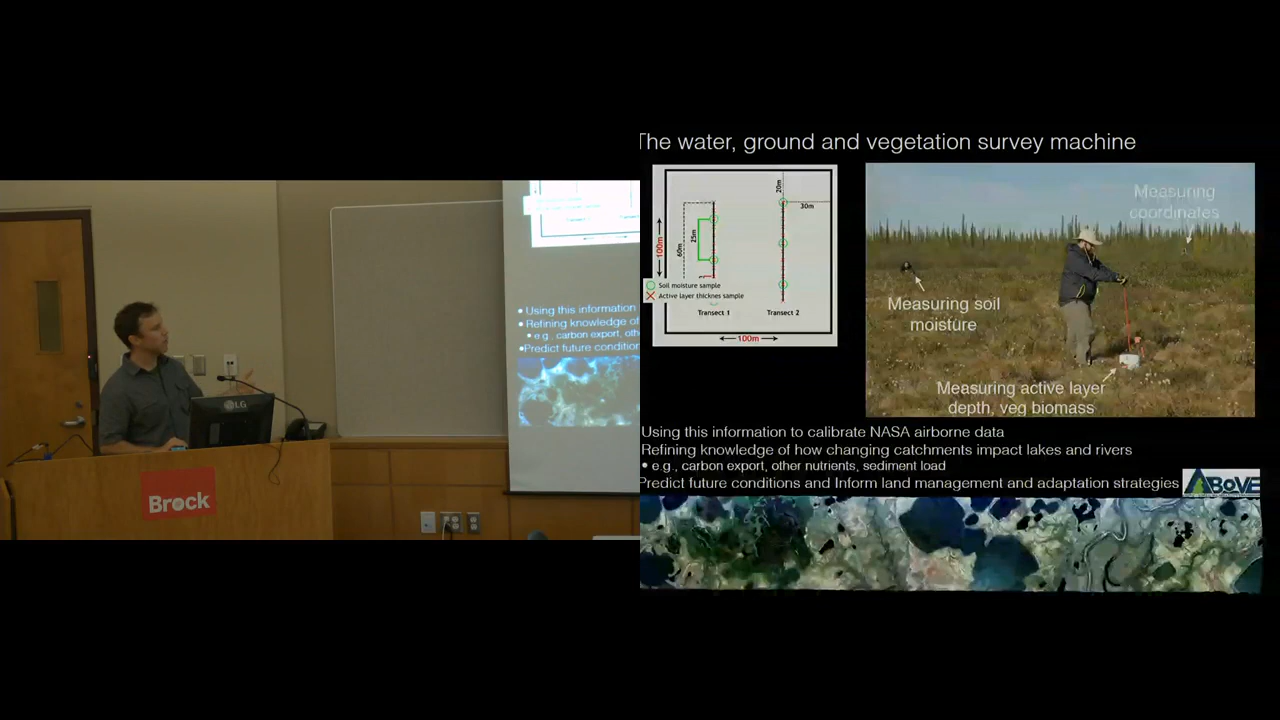 The water, ground and vegetation survey machine
20m
30m
100m
60m
25m
Soil moisture sample
Active layer thicknes sample
Transect 1
Transect 2
100m
Measuring
coordinates
Measuring soil
moisture
Measuring active layer
depth, veg biomass
Using this information to calibrate NASA airborne data
Refining knowledge of how changing catchments impact lakes and rivers
• e.g., carbon export, other nutrients, sediment load
Predict future conditions and Inform land management and adaptation strategies
ABoVE
• Using this information
• Refining knowledge of
• e.g., carbon export, oth
•Predict future condition
LG
Brock